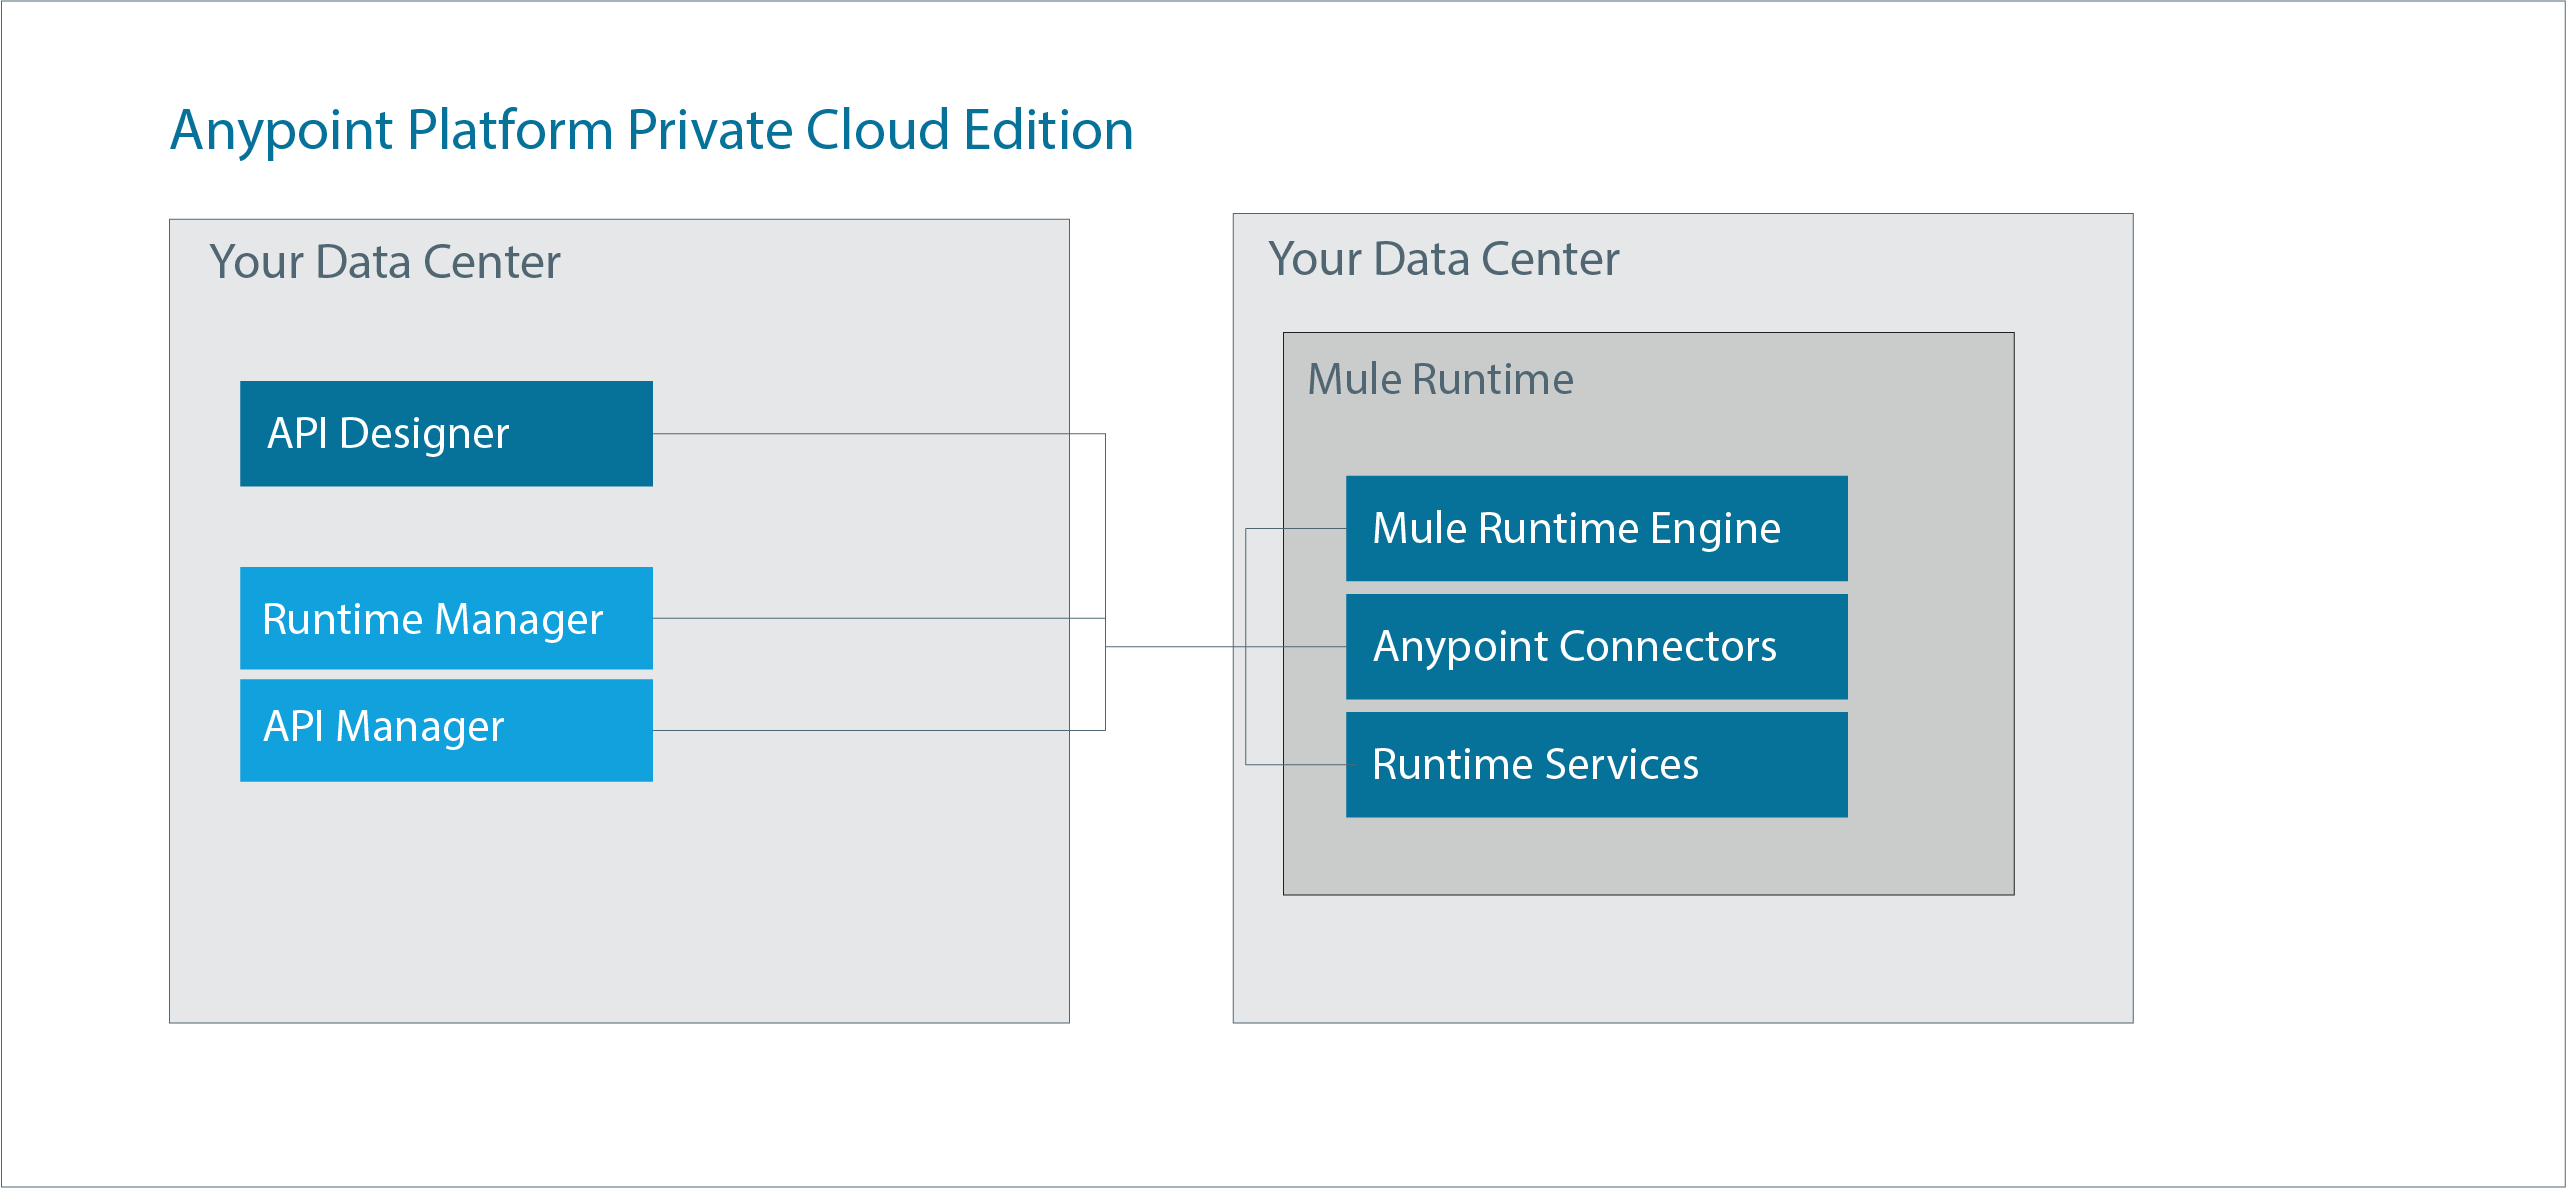 Anypoint Platform Private Cloud Edition
Your Data Center
API Designer
Runtime Manager
API Manager
Your Data Center
Mule Runtime
Mule Runtime Engine
Anypoint Connectors
Runtime Services